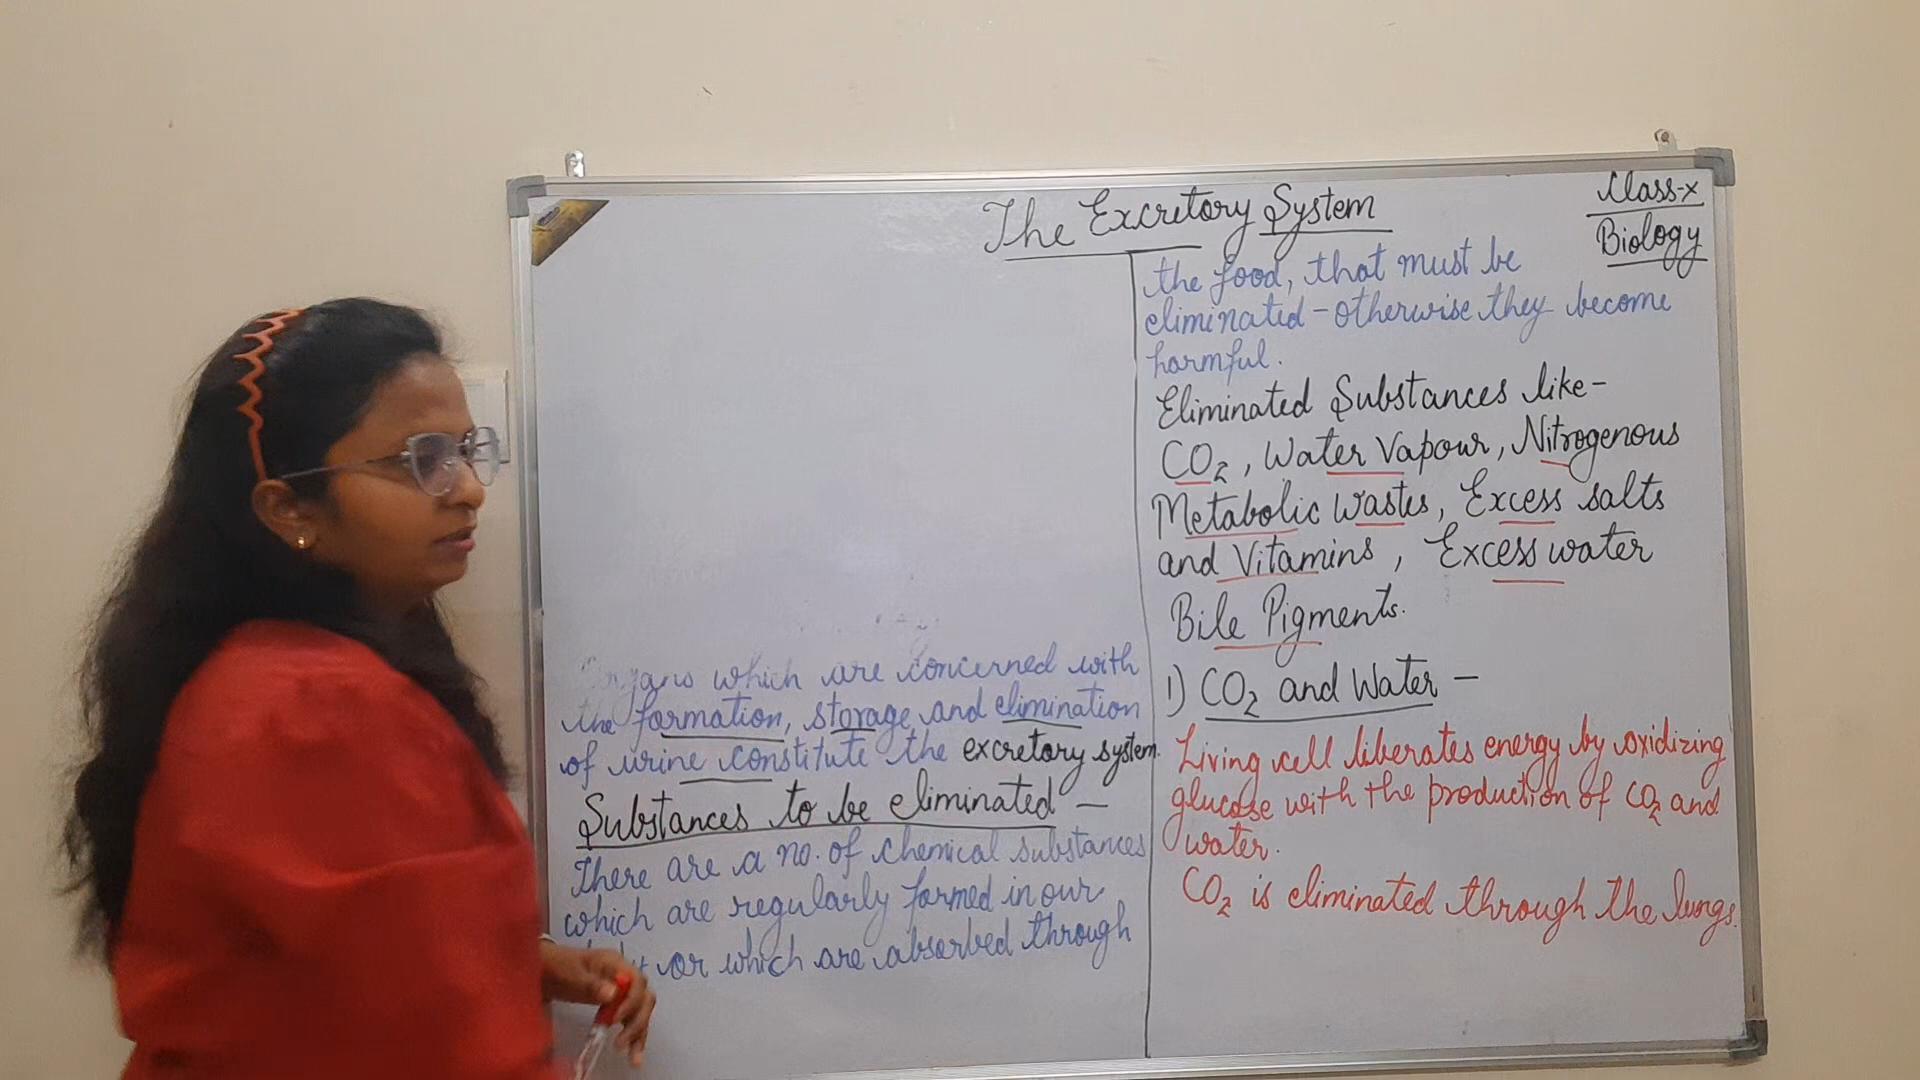 The Excretory System
Class-X
Biology
Organs which are concerned with
the formation, storage and elimination
of urine constitute the excretory system.
Substances to be eliminated -
There are a no. of chemical substances
which are regularly formed in our
or which are absorbed through
the food, that must be
eliminated - otherwise they become
harmful.
Eliminated Substances like -
CO₂, Water Vapour, Nitrogenous
Metabolic Wastes, Excess salts
and Vitamins, Excess water
Bile Pigments.
1) CO₂ and Water -
Living cell liberates energy by oxidizing
glucose with the production of CO₂ and
water.
CO₂ is eliminated through the lungs.